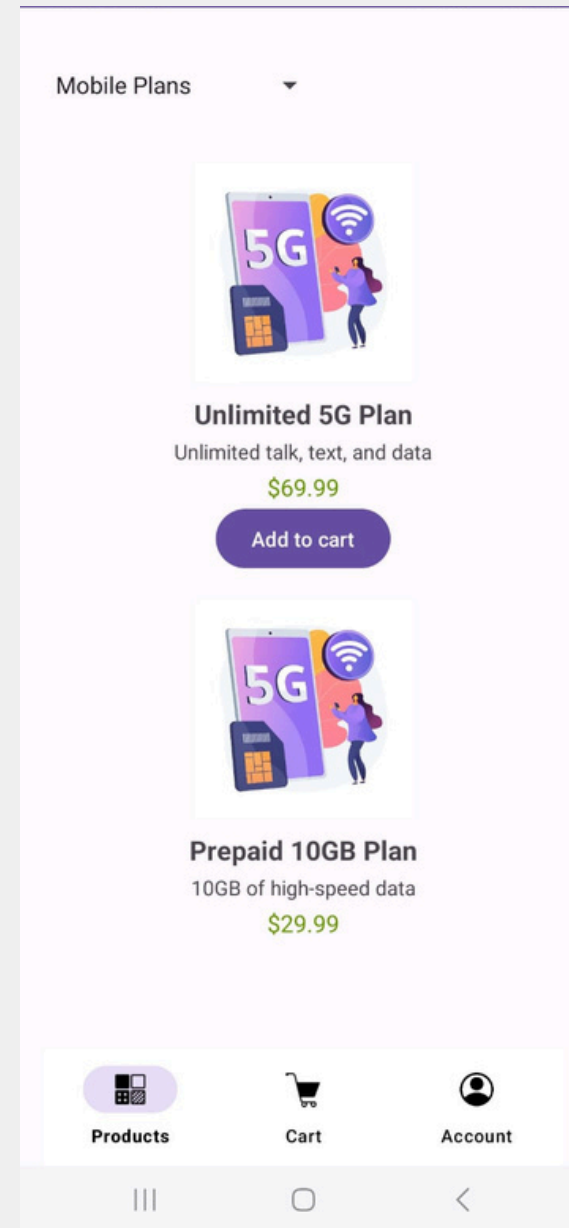 Mobile Plans
5G
Unlimited 5G Plan
Unlimited talk, text, and data
$69.99
Add to cart
5G
Prepaid 10GB Plan
10GB of high-speed data
$29.99
Products
Cart
Account